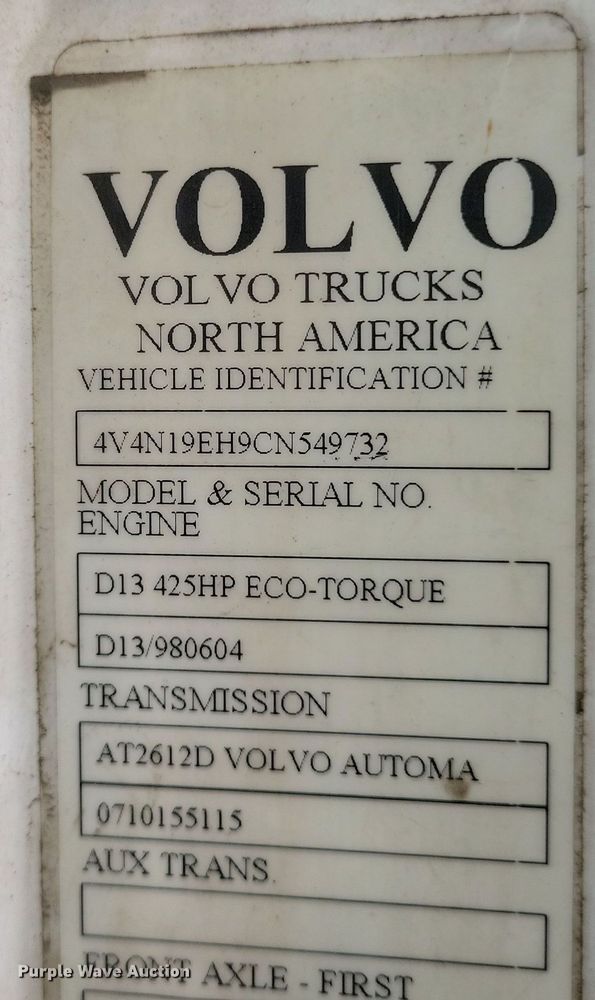 VOLVO
VOLVO TRUCKS
NORTH AMERICA
VEHICLE IDENTIFICATION #
4V4N19EH9CN549732
MODEL & SERIAL NO.
ENGINE
D13 425HP ECO-TORQUE
D13/980604
TRANSMISSION
AT2612D VOLVO AUTOMA
0710155115
AUX TRANS.
FRONT AXLE - FIRST
Purple Wave Auction